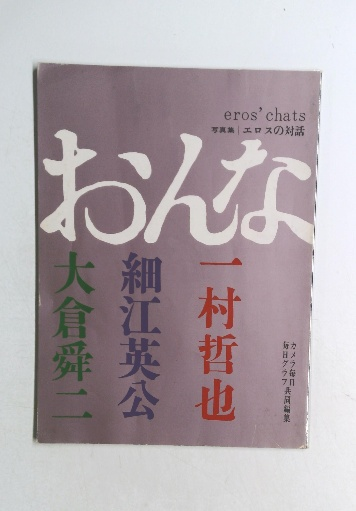 eros' chats
写真集|エロスの対話
おんな
一村哲也
細江英公
大倉舜二
カメラ毎日
毎日グラフ
共同編集